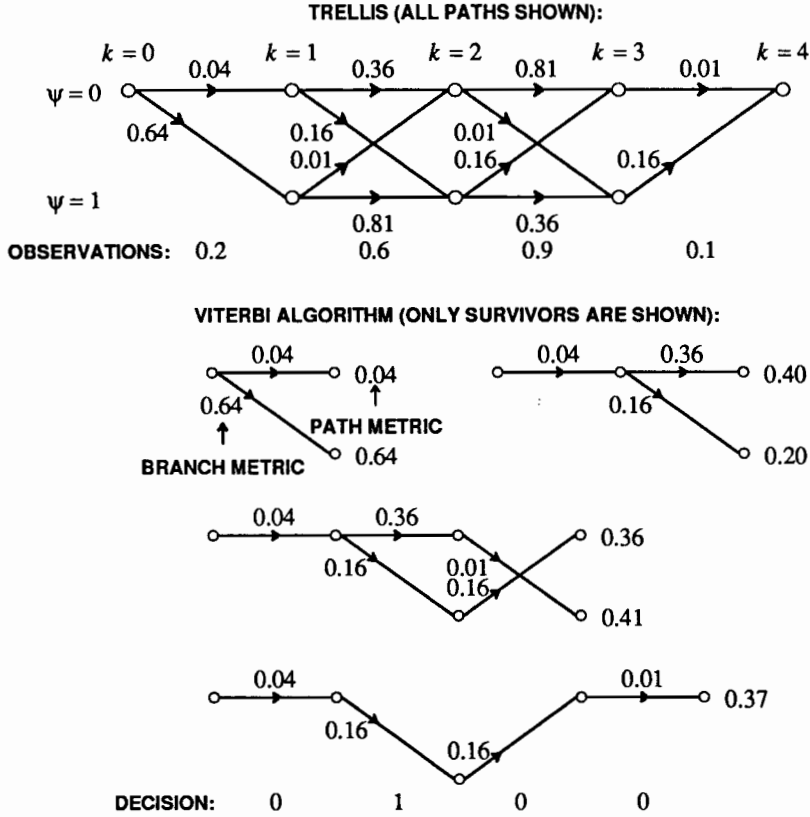 TRELLIS (ALL PATHS SHOWN):
k = 0 k = 1 k = 2 k = 3 k = 4
0.04 0.36 0.81 0.01
ψ = 0
0.64 0.16 0.01 0.16
0.01 0.16
ψ = 1
0.81 0.36
OBSERVATIONS: 0.2 0.6 0.9 0.1
VITERBI ALGORITHM (ONLY SURVIVORS ARE SHOWN):
0.04 0.04 0.36
0.04 0.40
0.64 0.16
PATH METRIC
0.64 0.20
BRANCH METRIC
0.04 0.36
0.36
0.16 0.01
0.16
0.41
0.04 0.01
0.37
0.16 0.16
DECISION: 0 1 0 0